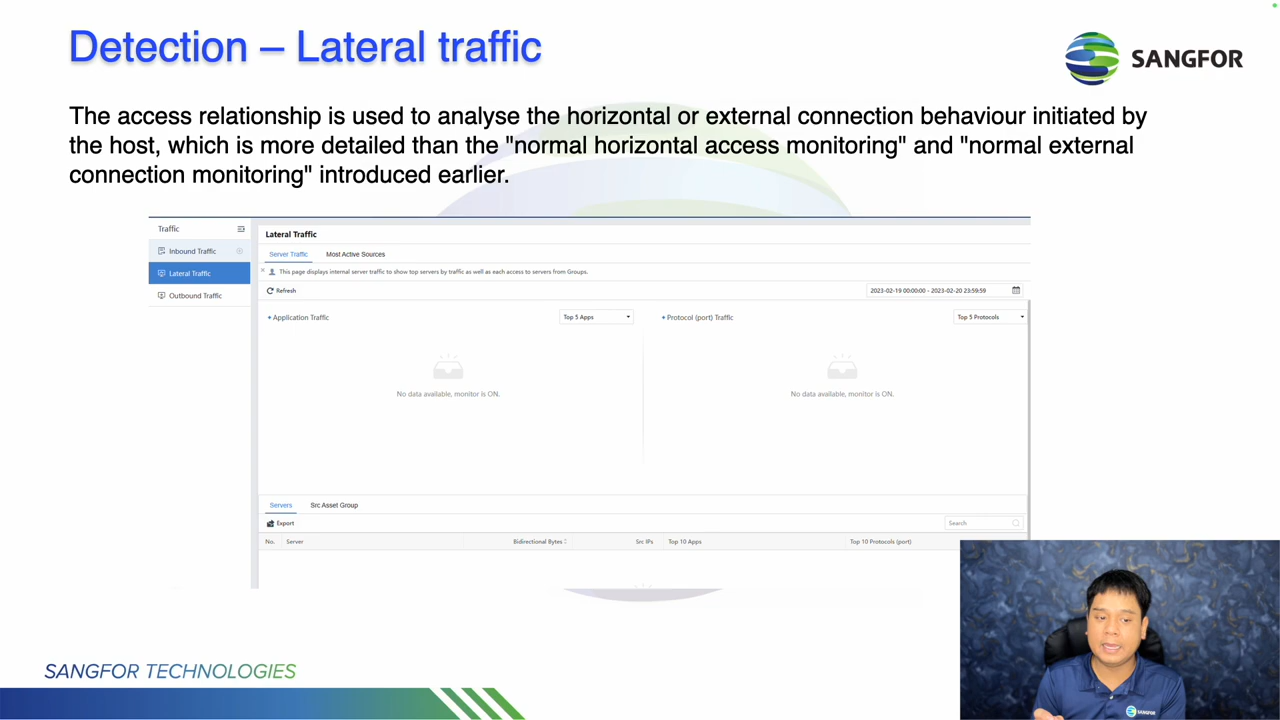 Detection – Lateral traffic
SANGFOR
The access relationship is used to analyse the horizontal or external connection behaviour initiated by
the host, which is more detailed than the "normal horizontal access monitoring" and "normal external
connection monitoring" introduced earlier.
Traffic
Inbound Traffic
Lateral Traffic
Outbound Traffic
Lateral Traffic
Server Traffic
Most Active Sources
This page displays internal server traffic to show top servers by traffic as well as each access to servers from Groups.
Refresh
2023-02-19 00:00:00 - 2023-02-20 23:59:59
Application Traffic
Top 5 Apps
Protocol (port) Traffic
Top 5 Protocols
No data available, monitor is ON.
No data available, monitor is ON.
Servers
Src Asset Group
Export
Search
No.
Server
Bidirectional Bytes
Src IPs
Top 10 Apps
Top 10 Protocols (port)
SANGFOR TECHNOLOGIES
SANGFOR